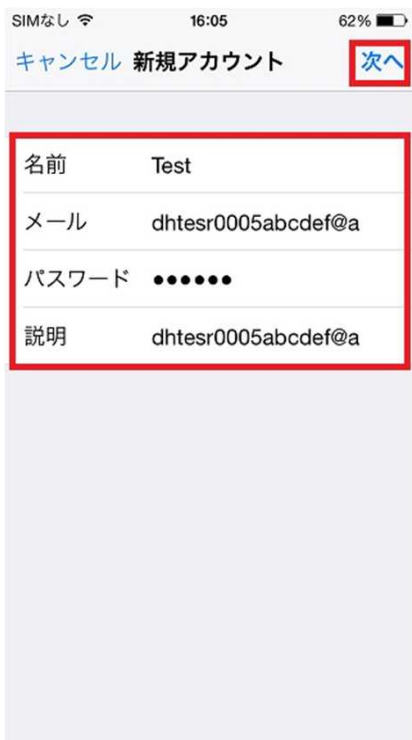 SIMなし 16:05 62%
キャンセル 新規アカウント 次へ
名前 Test
メール dhtesr0005abcdef@a
パスワード ●●●●●●
説明 dhtesr0005abcdef@a